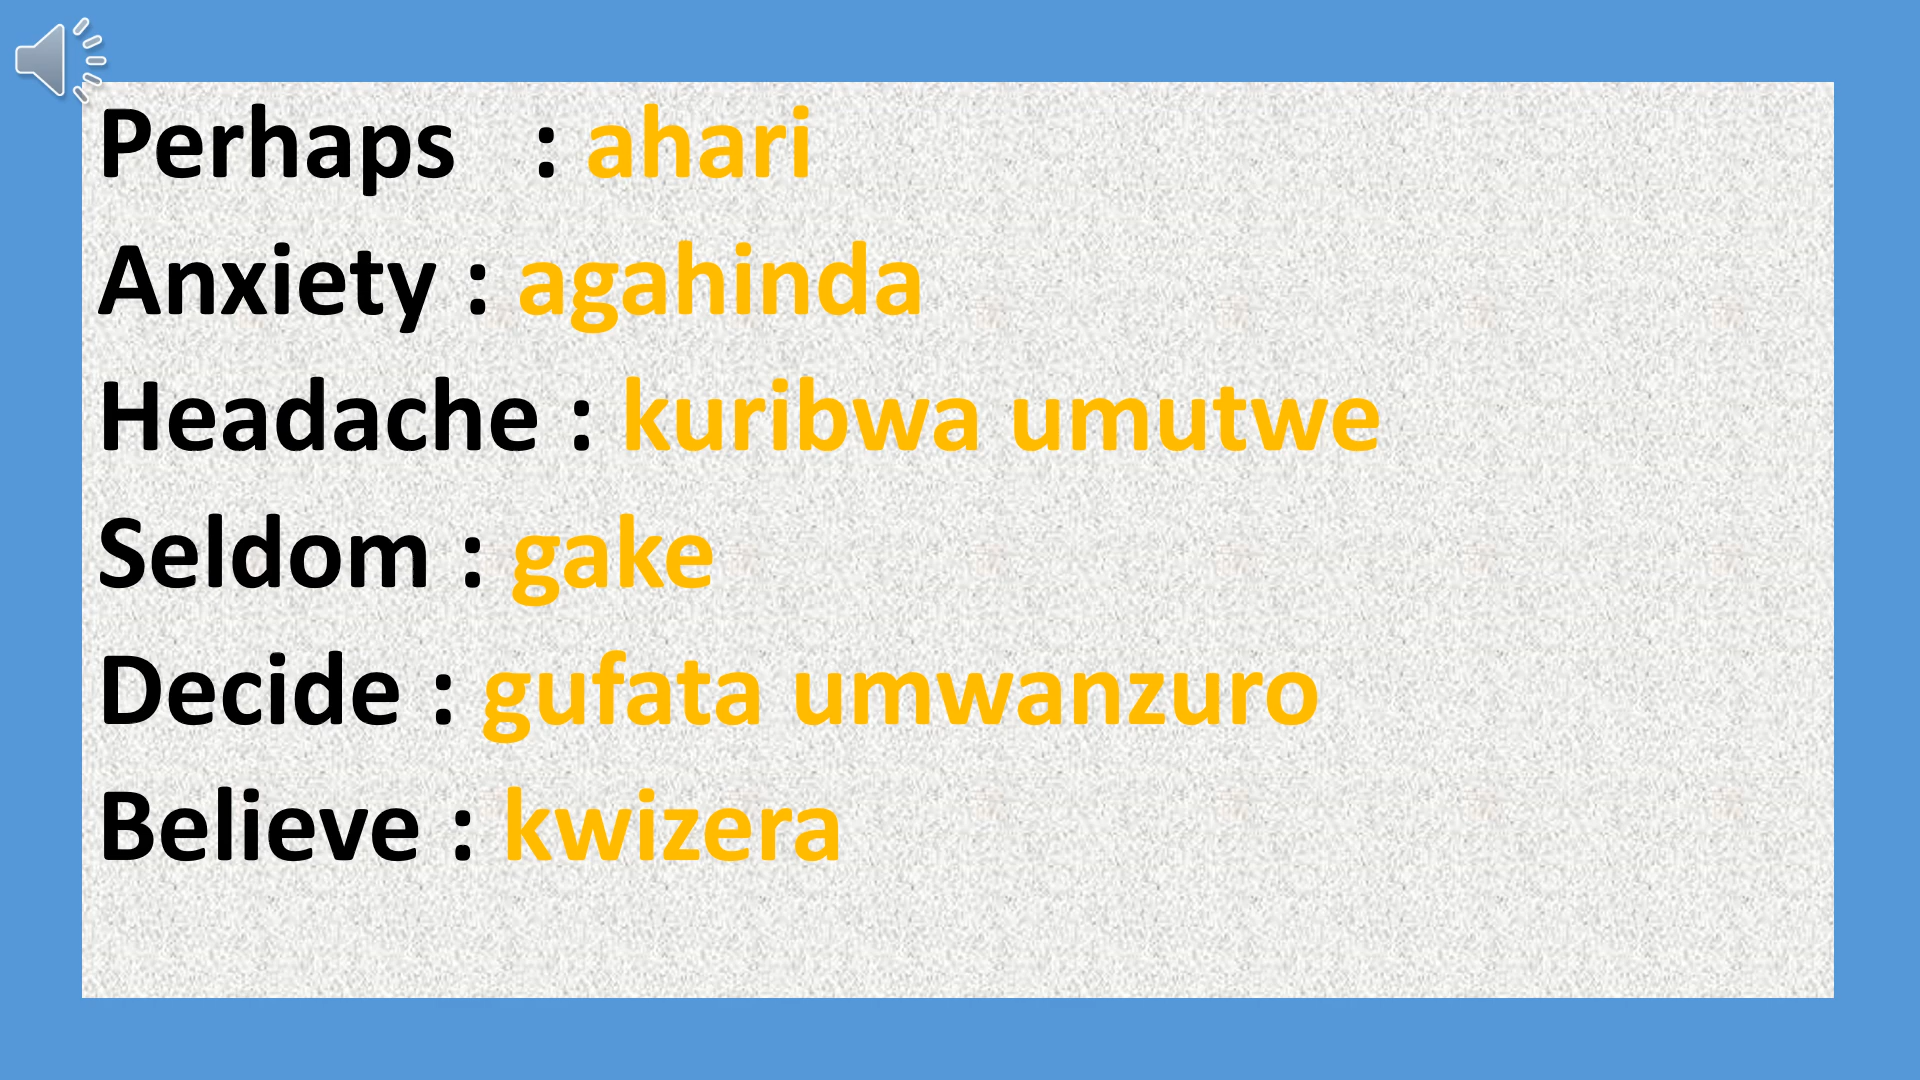 Perhaps : ahari
Anxiety : agahinda
Headache : kuribwa umutwe
Seldom : gake
Decide : gufata umwanzuro
Believe : kwizera